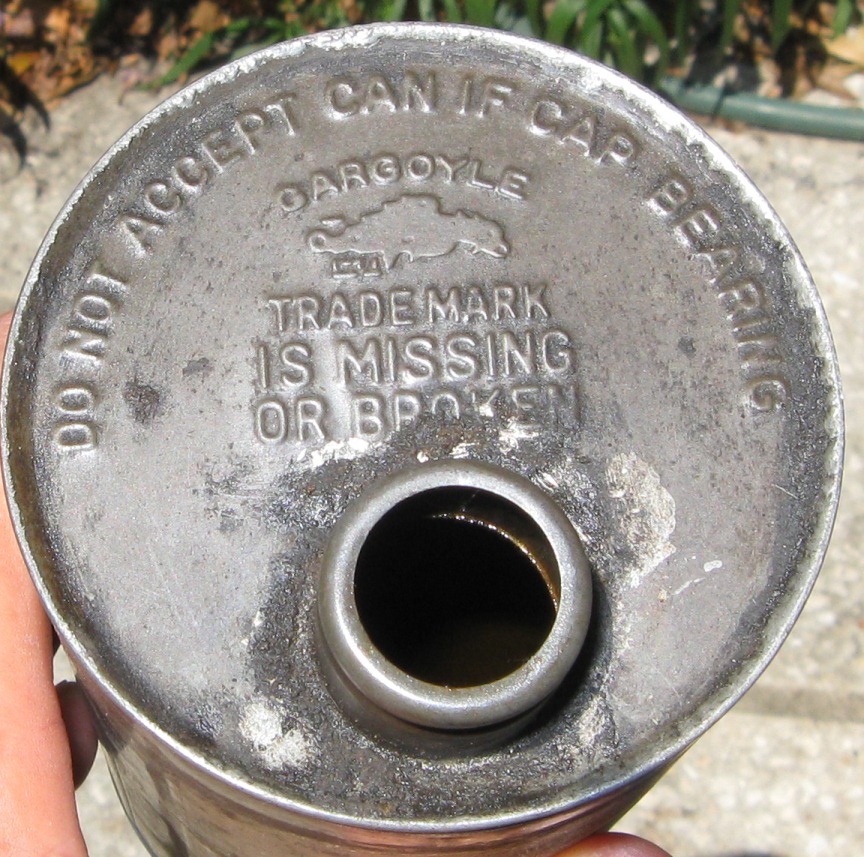 DO NOT ACCEPT CAN IF CAP BEARING
GARGOYLE
TRADE MARK
IS MISSING
OR BROKEN